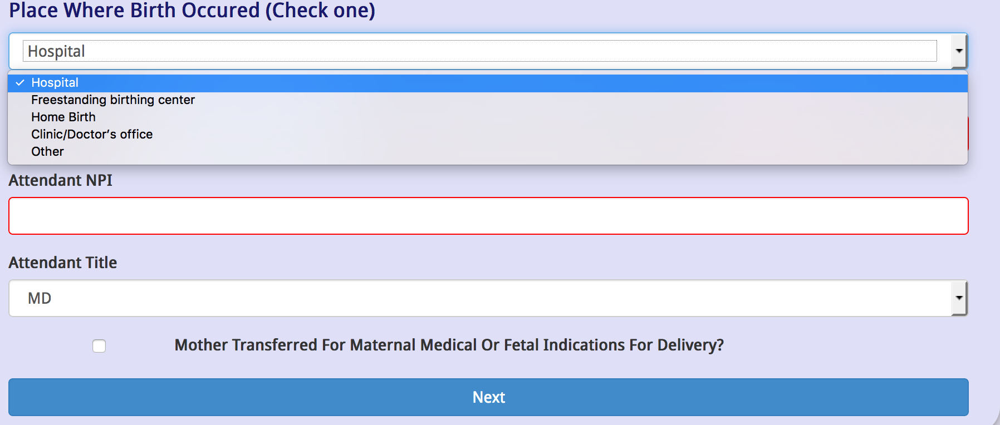 Place Where Birth Occured (Check one)
Hospital
✓ Hospital
Freestanding birthing center
Home Birth
Clinic/Doctor’s office
Other
Attendant NPI
Attendant Title
MD
Mother Transferred For Maternal Medical Or Fetal Indications For Delivery?
Next